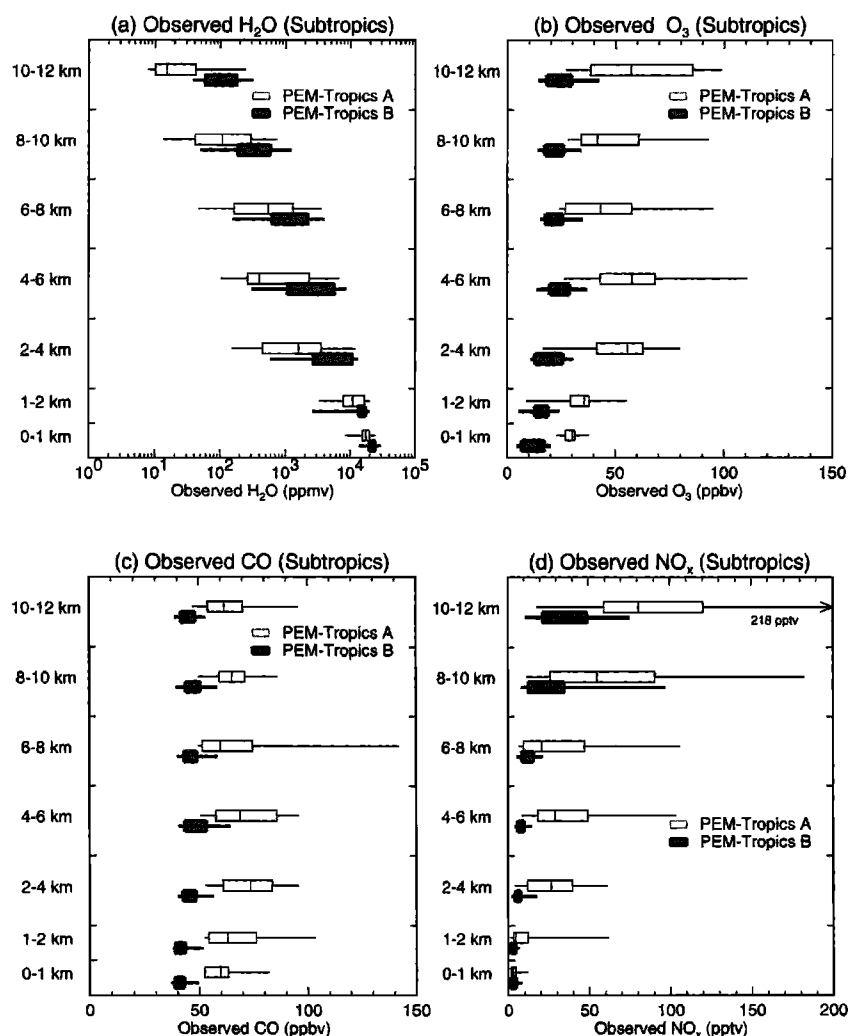 (a) Observed H₂O (Subtropics)
10-12 km
PEM-Tropics A
PEM-Tropics B
8-10 km
6-8 km
4-6 km
2-4 km
1-2 km
0-1 km
10⁰ 10¹ 10² 10³ 10⁴ 10⁵
Observed H₂O (ppmv)
(b) Observed O₃ (Subtropics)
10-12 km
PEM-Tropics A
PEM-Tropics B
8-10 km
6-8 km
4-6 km
2-4 km
1-2 km
0-1 km
0 50 100 150
Observed O₃ (ppbv)
(c) Observed CO (Subtropics)
10-12 km
PEM-Tropics A
PEM-Tropics B
8-10 km
6-8 km
4-6 km
2-4 km
1-2 km
0-1 km
0 50 100 150
Observed CO (ppbv)
(d) Observed NOₓ (Subtropics)
10-12 km
218 pptv
8-10 km
6-8 km
4-6 km
PEM-Tropics A
PEM-Tropics B
2-4 km
1-2 km
0-1 km
0 50 100 150 200
Observed NOₓ (pptv)